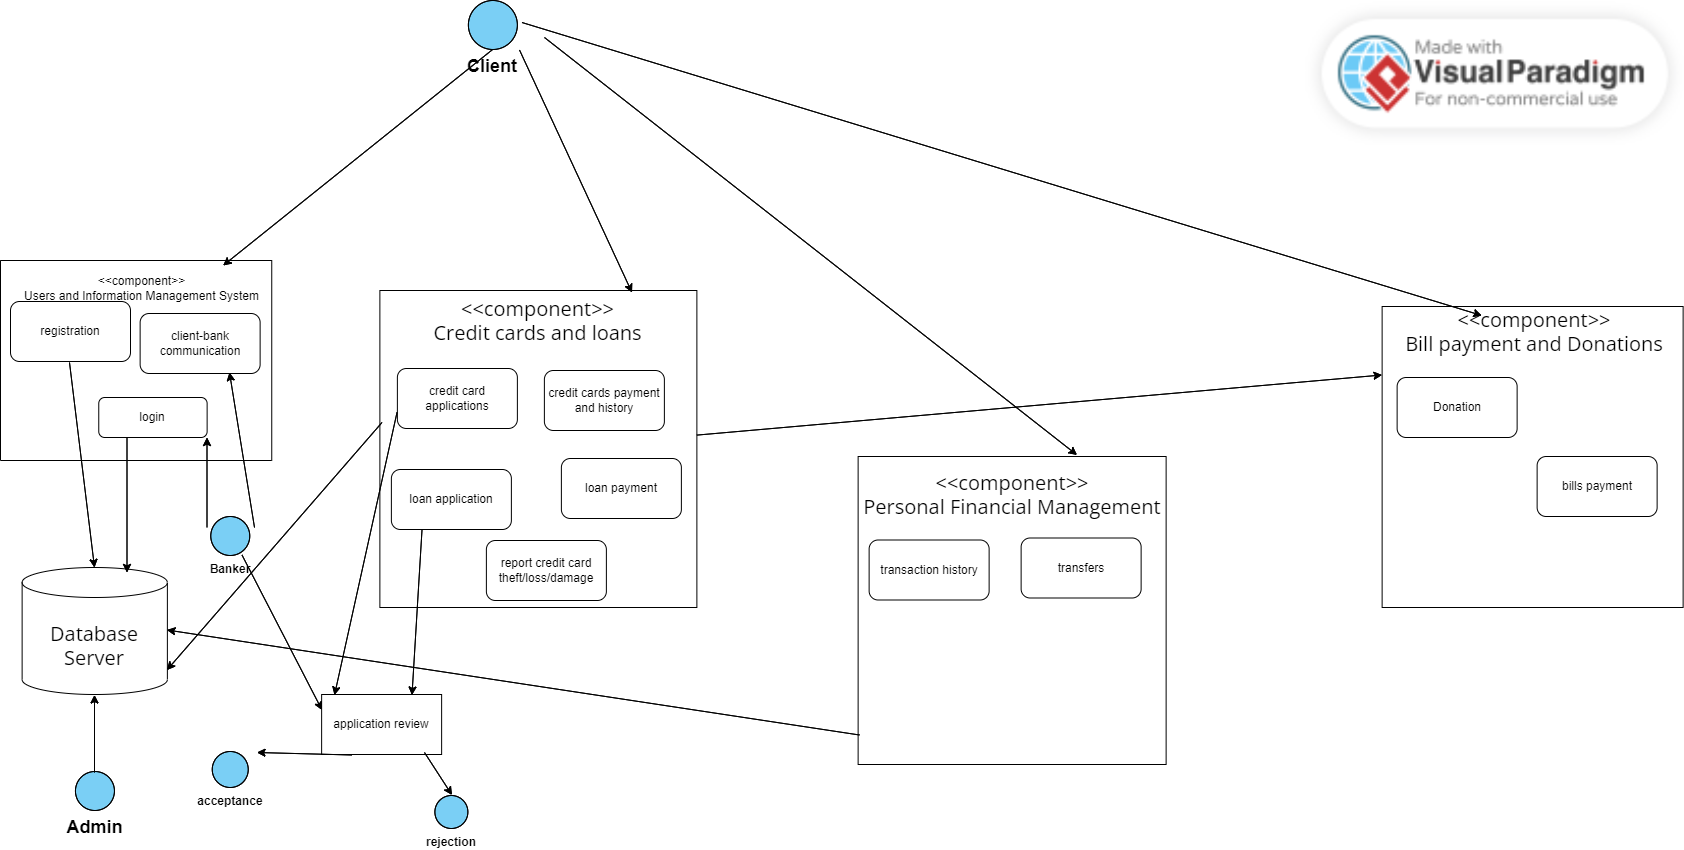 Client
Made with
Visual Paradigm
For non-commercial use
<<component>>
Users and Information Management System
registration
client-bank
communication
login
<<component>>
Credit cards and loans
credit card
applications
credit cards payment
and history
loan application
loan payment
report credit card
theft/loss/damage
<<component>>
Personal Financial Management
transaction history
transfers
<<component>>
Bill payment and Donations
Donation
bills payment
Banker
Database
Server
application review
acceptance
rejection
Admin